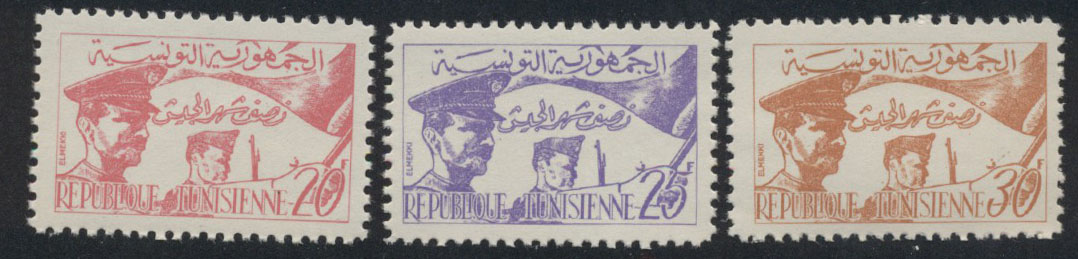 الجمهورية التونسية
نصف شهر الجيش
ELMEKKI
REPUBLIQUE TUNISIENNE-20F
الجمهورية التونسية
نصف شهر الجيش
ELMEKKI
REPUBLIQUE TUNISIENNE-25F
الجمهورية التونسية
نصف شهر الجيش
ELMEKKI
REPUBLIQUE TUNISIENNE-30F